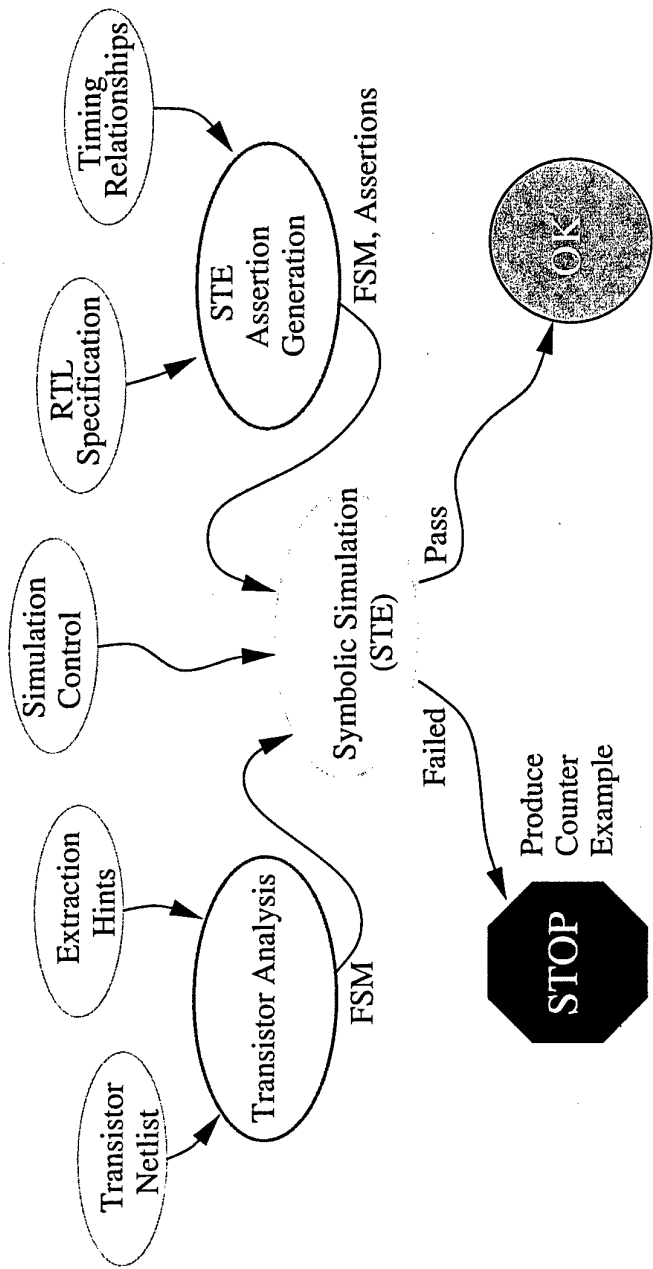 Transistor
Netlist
Extraction
Hints
Simulation
Control
RTL
Specification
Timing
Relationships
Transistor Analysis
STE
Assertion
Generation
FSM
FSM, Assertions
Symbolic Simulation
(STE)
Failed
Pass
Produce
Counter
Example
STOP
OK